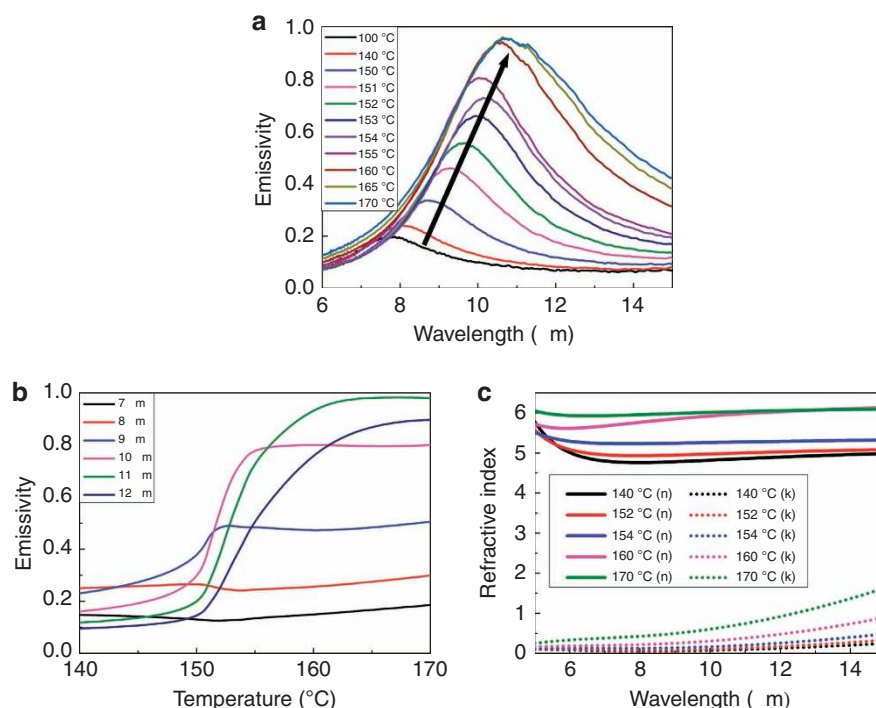 a
1.0
0.8
0.6
0.4
0.2
0.0
Emissivity
100 °C
140 °C
150 °C
151 °C
152 °C
153 °C
154 °C
155 °C
160 °C
165 °C
170 °C
6 8 10 12 14
Wavelength ( m)
b
1.0
0.8
0.6
0.4
0.2
0.0
Emissivity
7 m
8 m
9 m
10 m
11 m
12 m
140 150 160 170
Temperature (°C)
c
6
5
4
3
2
1
0
Refractive index
140 °C (n) 140 °C (k)
152 °C (n) 152 °C (k)
154 °C (n) 154 °C (k)
160 °C (n) 160 °C (k)
170 °C (n) 170 °C (k)
6 8 10 12 14
Wavelength ( m)